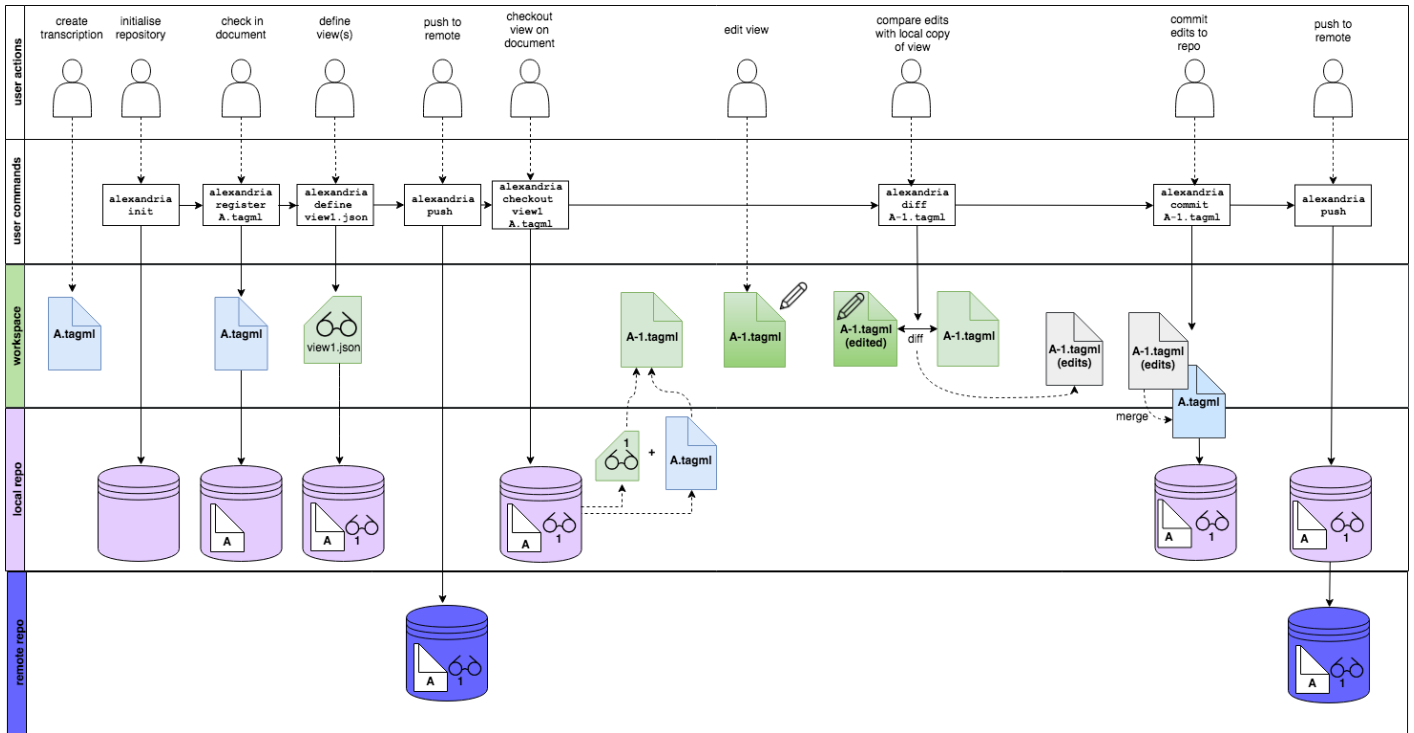 user actions
create
transcription
initialise
repository
check in
document
define
view(s)
push to
remote
checkout
view on
document
edit view
compare edits
with local copy
of view
commit
edits to
repo
push to
remote
user commands
alexandria
init
alexandria
register
A.tagml
alexandria
define
view1.json
alexandria
push
alexandria
checkout
view1
A.tagml
alexandria
diff
A-1.tagml
alexandria
commit
A-1.tagml
alexandria
push
workspace
A.tagml
A.tagml
view1.json
A-1.tagml
A-1.tagml
A-1.tagml
(edited)
diff
A-1.tagml
A-1.tagml
(edits)
A-1.tagml
(edits)
A.tagml
merge
local repo
A
A
1
A
1
1
+
A.tagml
A
1
A
1
remote repo
A
1
A
1